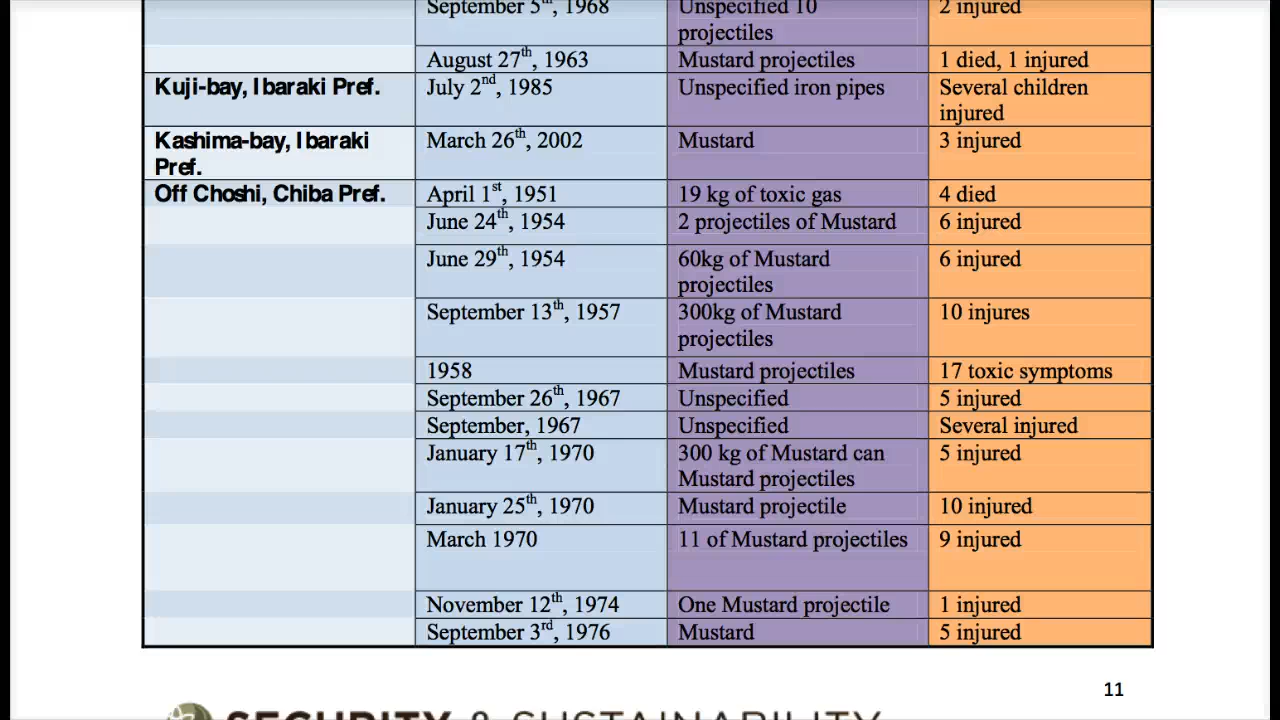 September 5th, 1968 Unspecified 10 2 injured
projectiles
August 27th, 1963 Mustard projectiles 1 died, 1 injured
Kuji-bay, Ibaraki Pref. July 2nd, 1985 Unspecified iron pipes Several children
injured
Kashima-bay, Ibaraki March 26th, 2002 Mustard 3 injured
Pref.
Off Choshi, Chiba Pref. April 1st, 1951 19 kg of toxic gas 4 died
June 24th, 1954 2 projectiles of Mustard 6 injured
June 29th, 1954 60kg of Mustard 6 injured
projectiles
September 13th, 1957 300kg of Mustard 10 injures
projectiles
1958 Mustard projectiles 17 toxic symptoms
September 26th, 1967 Unspecified 5 injured
September, 1967 Unspecified Several injured
January 17th, 1970 300 kg of Mustard can 5 injured
Mustard projectiles
January 25th, 1970 Mustard projectile 10 injured
March 1970 11 of Mustard projectiles 9 injured
November 12th, 1974 One Mustard projectile 1 injured
September 3rd, 1976 Mustard 5 injured
11
SECURITY & SUSTAINABILITY